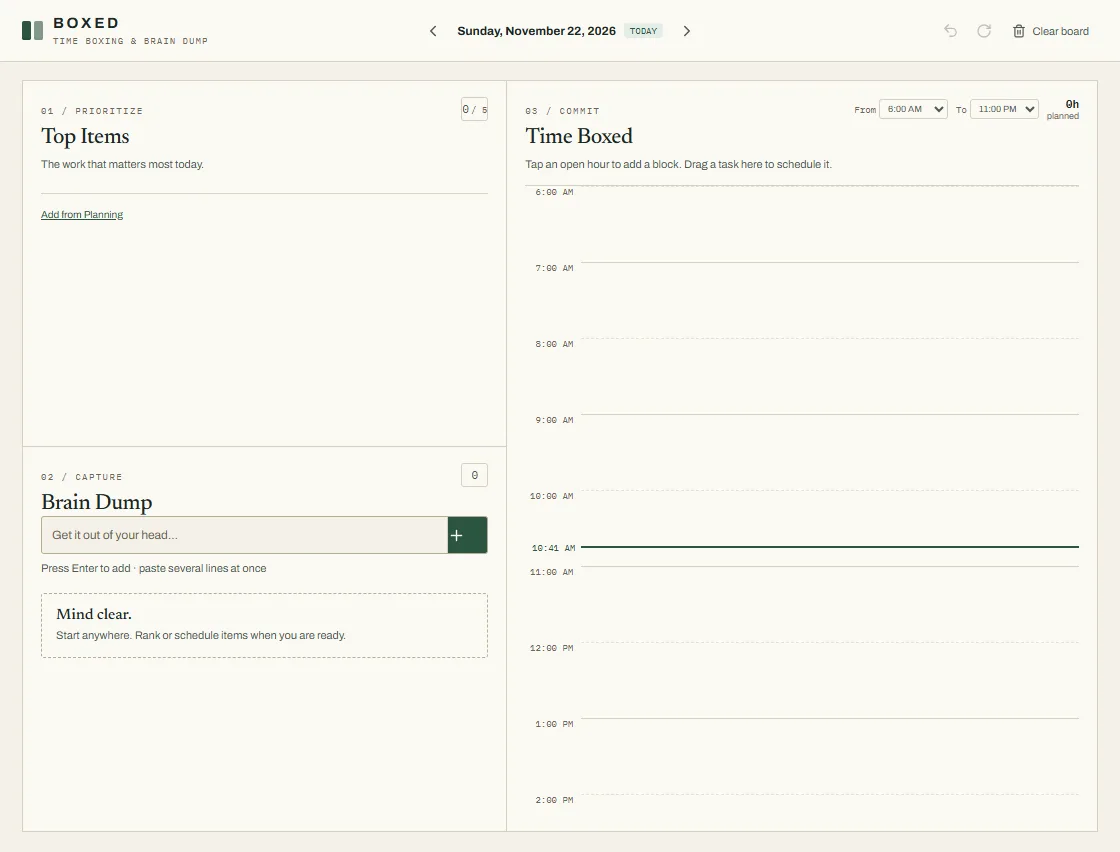 BOXED
TIME BOXING & BRAIN DUMP
Sunday, November 22, 2026 TODAY
Clear board
01 / PRIORITIZE
0 / 5
Top Items
The work that matters most today.
Add from Planning
02 / CAPTURE
0
Brain Dump
Get it out of your head...
+
Press Enter to add · paste several lines at once
Mind clear.
Start anywhere. Rank or schedule items when you are ready.
03 / COMMIT
From 6:00 AM To 11:00 PM 0h
planned
Time Boxed
Tap an open hour to add a block. Drag a task here to schedule it.
6:00 AM
7:00 AM
8:00 AM
9:00 AM
10:00 AM
10:41 AM
11:00 AM
12:00 PM
1:00 PM
2:00 PM